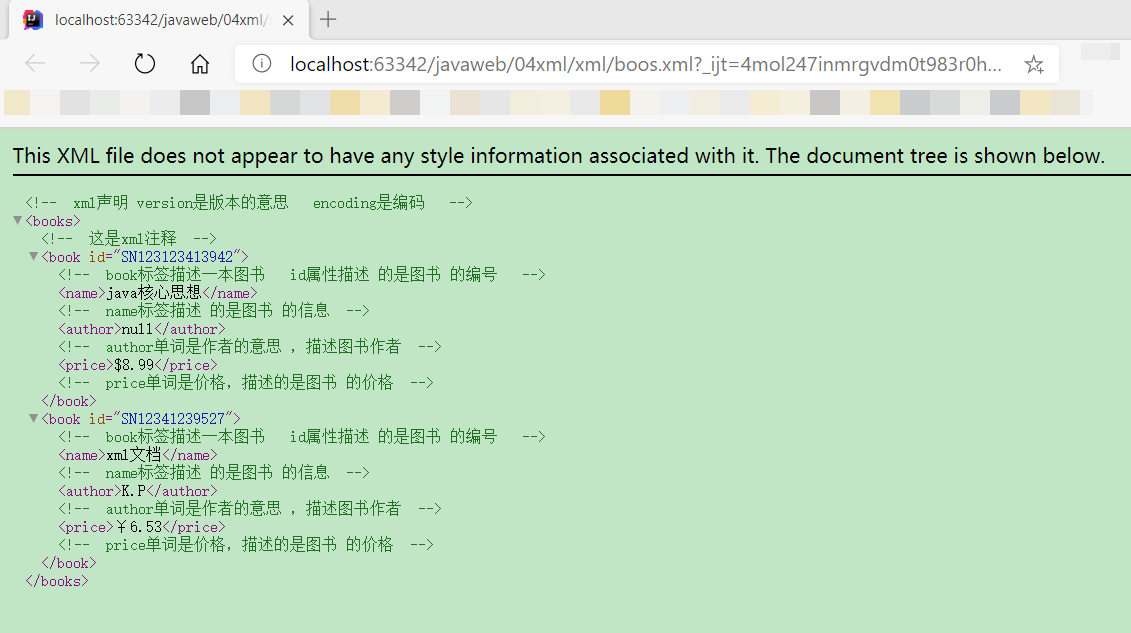 localhost:63342/javaweb/04xml/
localhost:63342/javaweb/04xml/xml/boos.xml?_ijt=4mol247inmrgvdm0t983r0h...
This XML file does not appear to have any style information associated with it. The document tree is shown below.
<!-- xml声明 version是版本的意思 encoding是编码 -->
▼<books>
<!-- 这是xml注释 -->
▼<book id="SN123123413942">
<!-- book标签描述一本图书 id属性描述 的是图书 的编号 -->
<name>java核心思想</name>
<!-- name标签描述 的是图书 的信息 -->
<author>null</author>
<!-- author单词是作者的意思 ，描述图书作者 -->
<price>$8.99</price>
<!-- price单词是价格，描述的是图书 的价格 -->
</book>
▼<book id="SN12341239527">
<!-- book标签描述一本图书 id属性描述 的是图书 的编号 -->
<name>xml文档</name>
<!-- name标签描述 的是图书 的信息 -->
<author>K.P</author>
<!-- author单词是作者的意思 ，描述图书作者 -->
<price>￥6.53</price>
<!-- price单词是价格，描述的是图书 的价格 -->
</book>
</books>